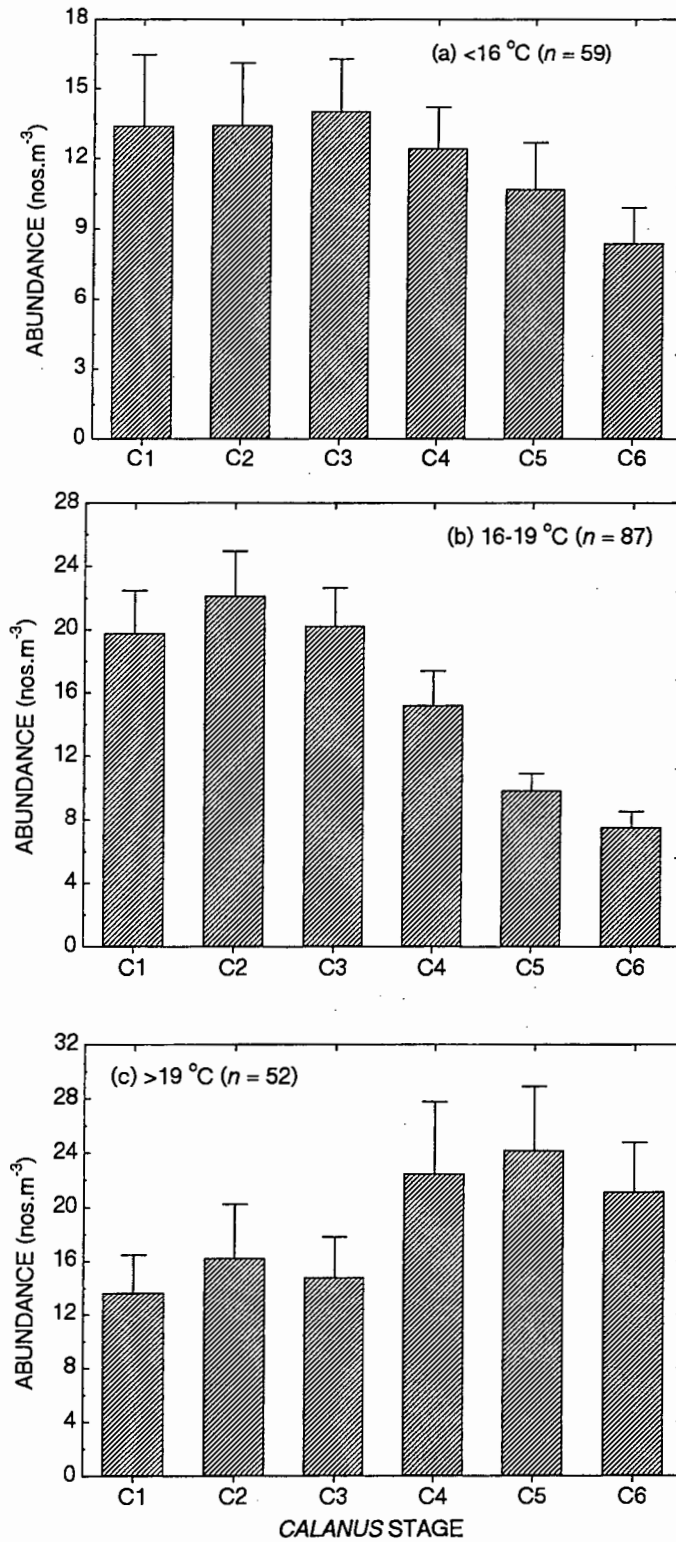 18
15
12
9
6
3
0
ABUNDANCE (nos.m⁻³)
(a) <16 °C (n = 59)
C1 C2 C3 C4 C5 C6
28
24
20
16
12
8
4
0
ABUNDANCE (nos.m⁻³)
(b) 16-19 °C (n = 87)
C1 C2 C3 C4 C5 C6
32
28
24
20
16
12
8
4
0
ABUNDANCE (nos.m⁻³)
(c) >19 °C (n = 52)
C1 C2 C3 C4 C5 C6
CALANUS STAGE